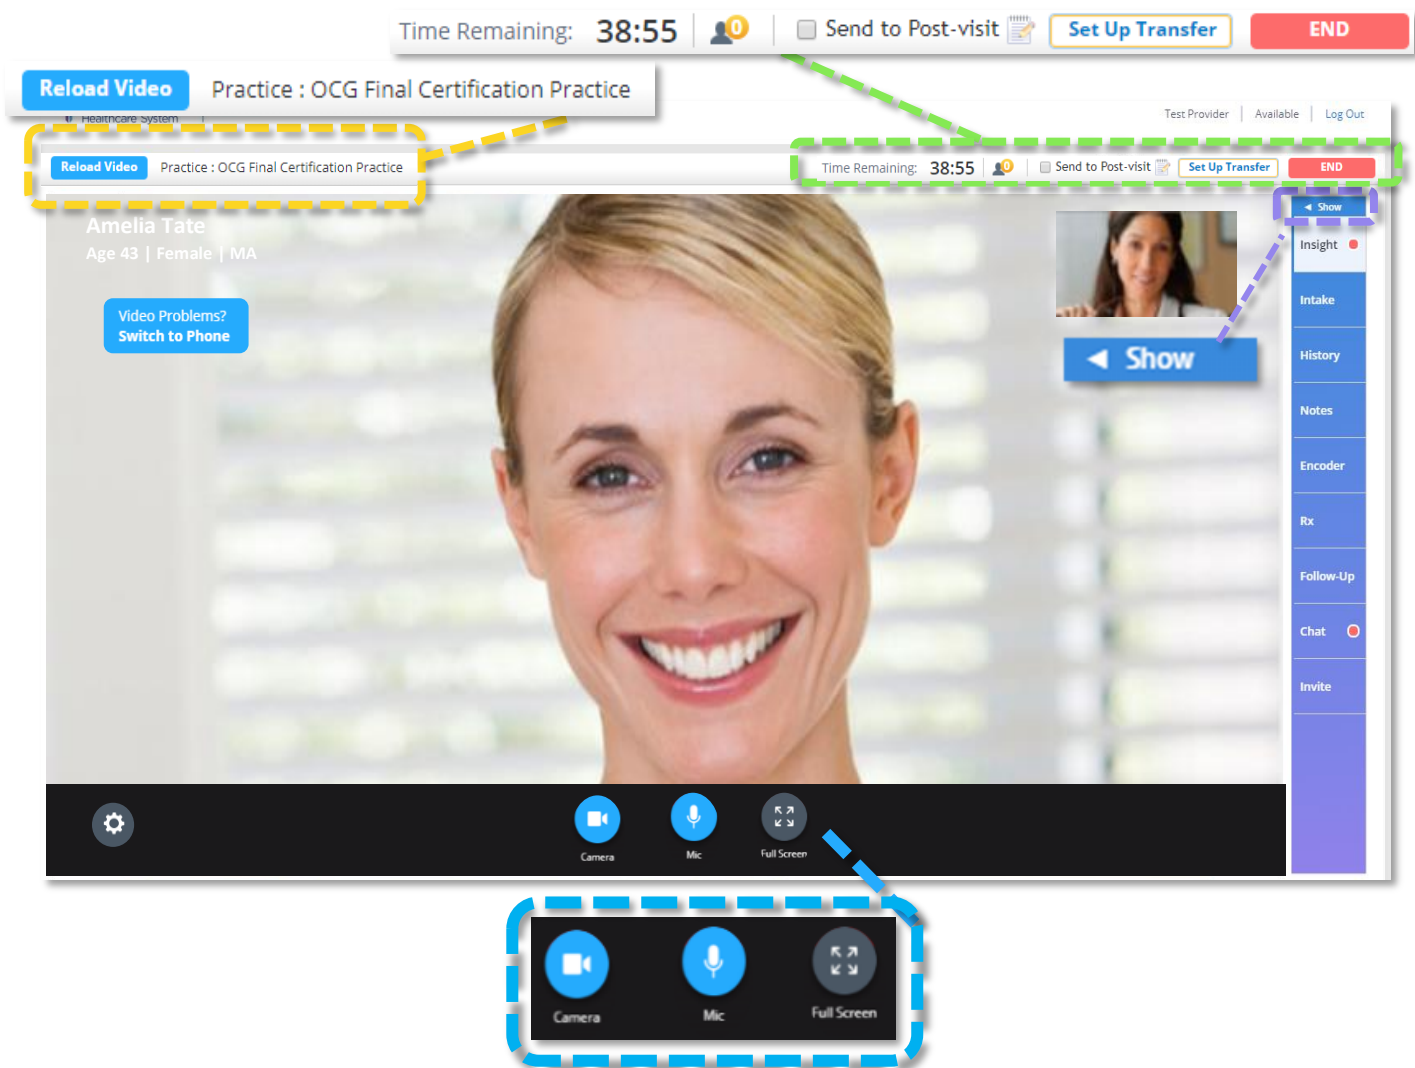 Time Remaining: 38:55 0 Send to Post-visit Set Up Transfer END
Reload Video Practice : OCG Final Certification Practice
Healthcare System
Test Provider Available Log Out
Reload Video Practice : OCG Final Certification Practice
Time Remaining: 38:55 0 Send to Post-visit Set Up Transfer END
Amelia Tate
Age 43 | Female | MA
Video Problems?
Switch to Phone
Show
Show
Insight
Intake
History
Notes
Encoder
Rx
Follow-Up
Chat
Invite
Camera Mic Full Screen
Camera Mic Full Screen